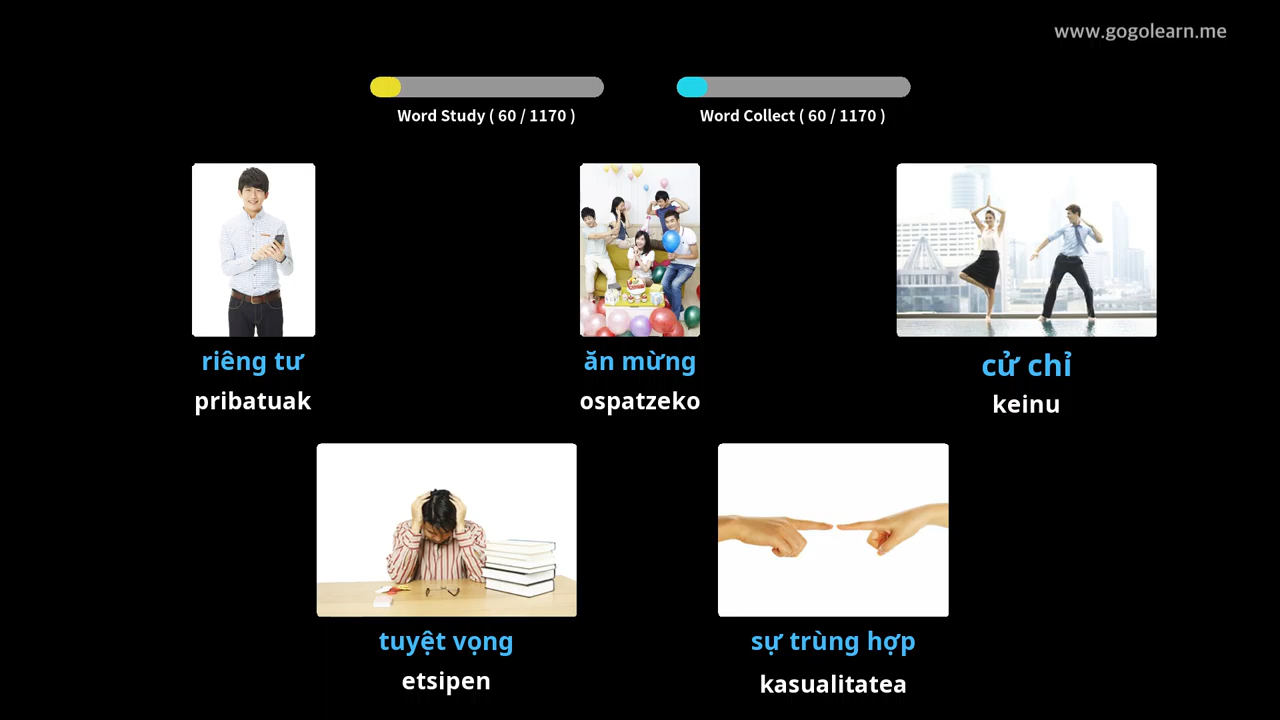 www.gogolearn.me
Word Study ( 60 / 1170 )
Word Collect ( 60 / 1170 )
riêng tư
pribatuak
ăn mừng
ospatzeko
cử chỉ
keinu
tuyệt vọng
etsipen
sự trùng hợp
kasualitatea